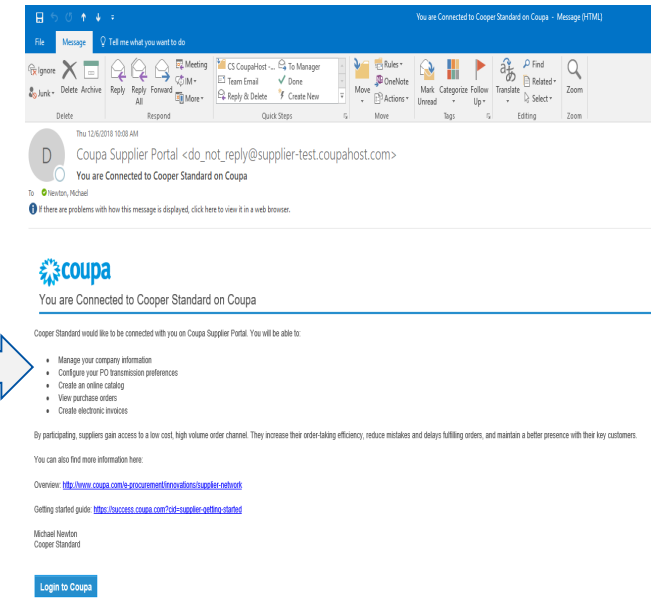 You are Connected to Cooper Standard on Coupa - Message (HTML)
File Message Tell me what you want to do
Ignore
Junk
Delete Archive
Reply Reply All Forward
Meeting
IM
More
CS CoupaHost -... To Manager
Team Email Done
Reply & Delete Create New
Move
Rules
OneNote
Actions
Mark Unread Categorize Follow Up
Translate
Find
Related
Select
Zoom
Delete Respond Quick Steps Move Tags Editing Zoom
Thu 12/6/2018 10:08 AM
D
Coupa Supplier Portal <do_not_reply@supplier-test.coupahost.com>
You are Connected to Cooper Standard on Coupa
To Newton, Michael
If there are problems with how this message is displayed, click here to view it in a web browser.
coupa
You are Connected to Cooper Standard on Coupa
Cooper Standard would like to be connected with you on Coupa Supplier Portal. You will be able to:
• Manage your company information
• Configure your PO transmission preferences
• Create an online catalog
• View purchase orders
• Create electronic invoices
By participating, suppliers gain access to a low cost, high volume order channel. They increase their order-taking efficiency, reduce mistakes and delays fulfilling orders, and maintain a better presence with their key customers.
You can also find more information here:
Overview: http://www.coupa.com/e-procurement/innovations/supplier-network
Getting started guide: https://success.coupa.com?cid=supplier-getting-started
Michael Newton
Cooper Standard
Login to Coupa